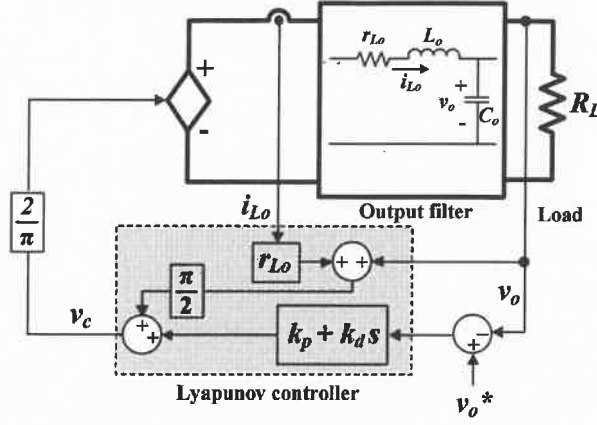 r_Lo
L_o
+
i_Lo
+
v_o
-
C_o
R_L
-
2/π
i_Lo
Output filter
Load
r_Lo
+ +
π/2
v_o
v_c
+
+
k_p + k_d s
-
+
Lyapunov controller
v_o*